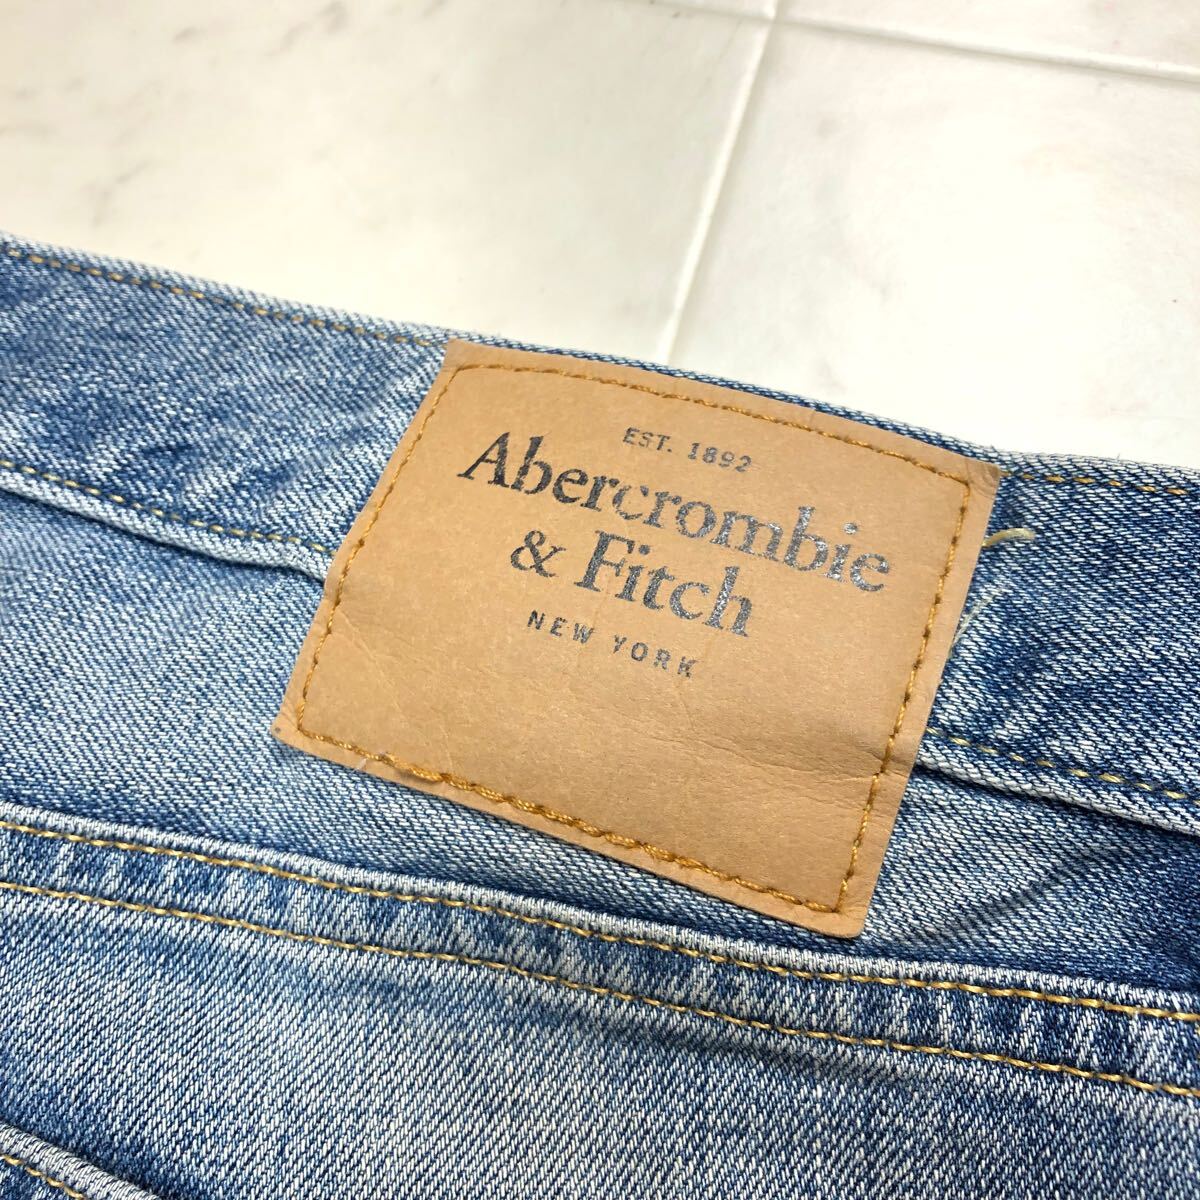 EST. 1892
Abercrombie
& Fitch
NEW YORK